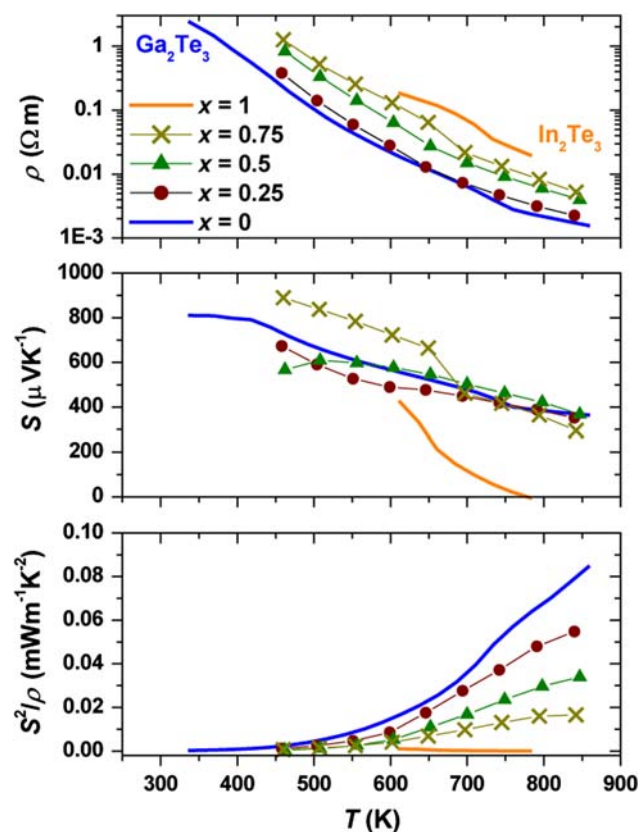 ρ (Ωm)
1
0.1
0.01
1E-3
Ga₂Te₃
In₂Te₃
x = 1
x = 0.75
x = 0.5
x = 0.25
x = 0
S (μVK⁻¹)
1000
800
600
400
200
0
S²/ρ (mWm⁻¹K⁻²)
0.10
0.08
0.06
0.04
0.02
0.00
300 400 500 600 700 800 900
T (K)